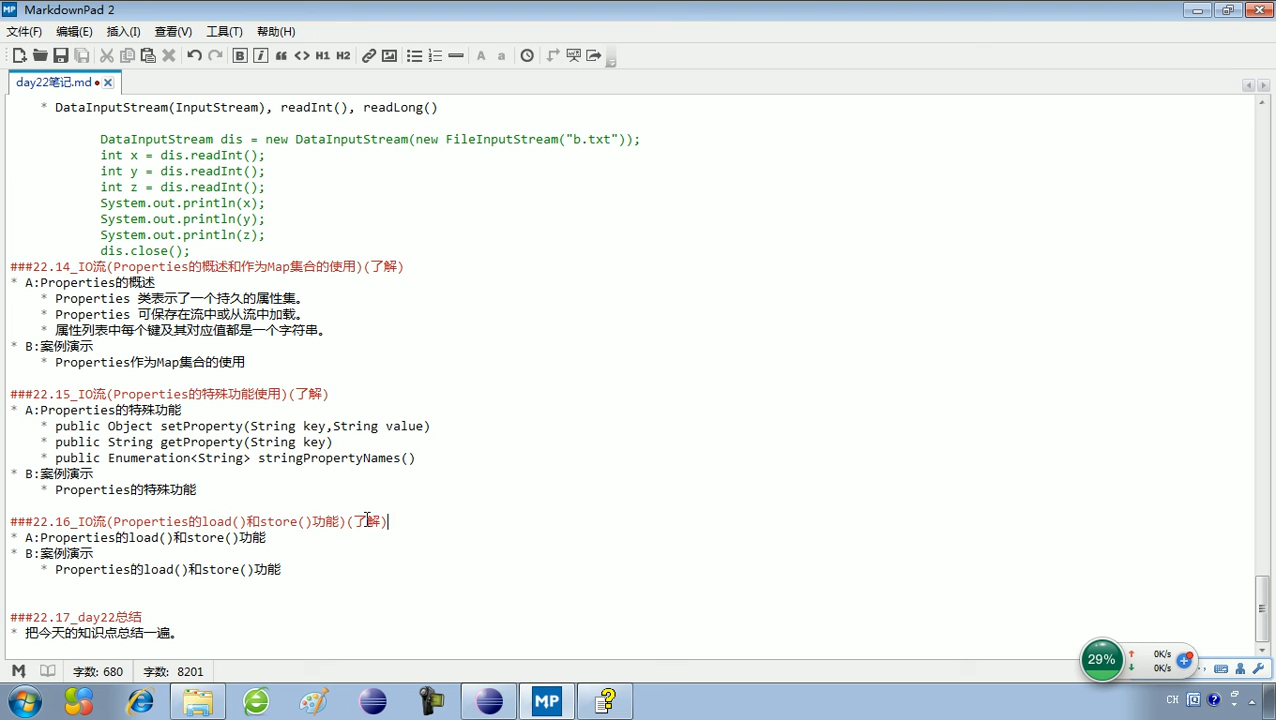 MarkdownPad 2
文件(F) 编辑(E) 插入(I) 查看(V) 工具(T) 帮助(H)
B i “ <> H1 H2 A a
day22笔记.md
* DataInputStream(InputStream), readInt(), readLong()
DataInputStream dis = new DataInputStream(new FileInputStream("b.txt"));
int x = dis.readInt();
int y = dis.readInt();
int z = dis.readInt();
System.out.println(x);
System.out.println(y);
System.out.println(z);
dis.close();
###22.14_IO流(Properties的概述和作为Map集合的使用)(了解)
* A:Properties的概述
* Properties 类表示了一个持久的属性集。
* Properties 可保存在流中或从流中加载。
* 属性列表中每个键及其对应值都是一个字符串。
* B:案例演示
* Properties作为Map集合的使用
###22.15_IO流(Properties的特殊功能使用)(了解)
* A:Properties的特殊功能
* public Object setProperty(String key,String value)
* public String getProperty(String key)
* public Enumeration<String> stringPropertyNames()
* B:案例演示
* Properties的特殊功能
###22.16_IO流(Properties的load()和store()功能)(了解)
* A:Properties的load()和store()功能
* B:案例演示
* Properties的load()和store()功能
###22.17_day22总结
* 把今天的知识点总结一遍。
29% 0K/s
0K/s
字数: 680 字数: 8201
MP CH